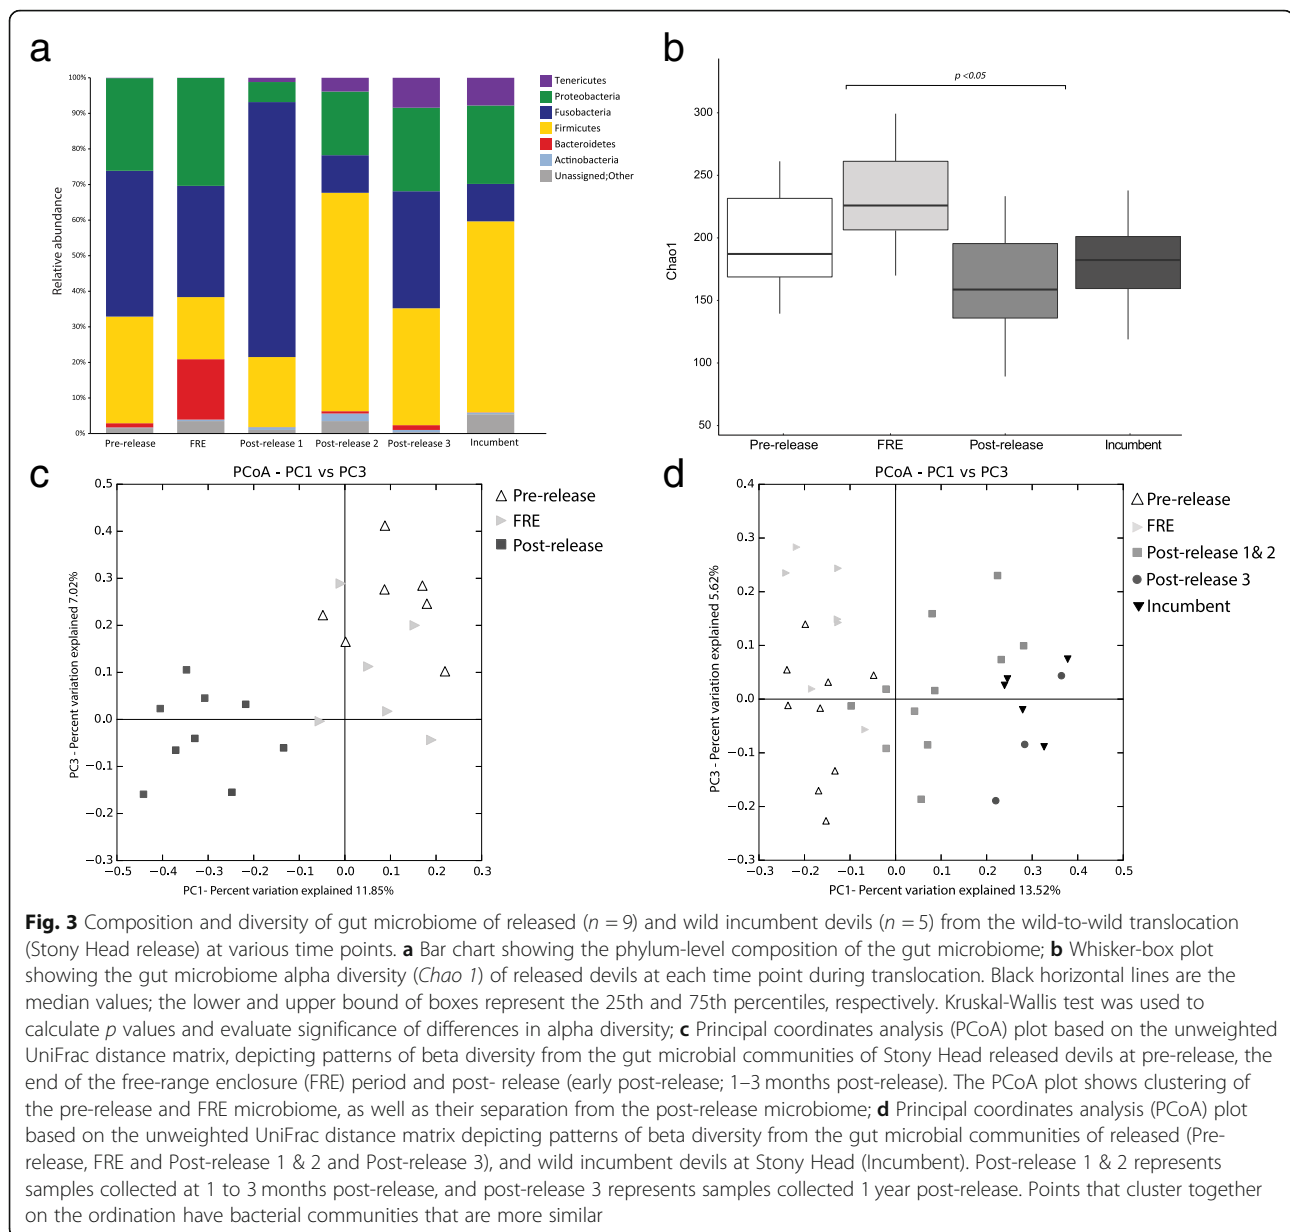 a
100%
90%
80%
70%
60%
50%
40%
30%
20%
10%
0%
Relative abundance
Pre-release
FRE
Post-release 1
Post-release 2
Post-release 3
Incumbent
Tenericutes
Proteobacteria
Fusobacteria
Firmicutes
Bacteroidetes
Actinobacteria
Unassigned;Other
b
p <0.05
300
250
200
150
100
50
Chao1
Pre-release
FRE
Post-release
Incumbent
c
PCoA - PC1 vs PC3
0.5
0.4
0.3
0.2
0.1
0.0
−0.1
−0.2
−0.3
PC3 - Percent variation explained 7.02%
−0.5
−0.4
−0.3
−0.2
−0.1
0.0
0.1
0.2
0.3
PC1- Percent variation explained 11.85%
Pre-release
FRE
Post-release
d
PCoA - PC1 vs PC3
0.4
0.3
0.2
0.1
0.0
−0.1
−0.2
−0.3
PC3 - Percent variation explained 5.62%
−0.3
−0.2
−0.1
0.0
0.1
0.2
0.3
0.4
0.5
PC1- Percent variation explained 13.52%
Pre-release
FRE
Post-release 1& 2
Post-release 3
Incumbent
Fig. 3 Composition and diversity of gut microbiome of released (n = 9) and wild incumbent devils (n = 5) from the wild-to-wild translocation
(Stony Head release) at various time points. a Bar chart showing the phylum-level composition of the gut microbiome; b Whisker-box plot
showing the gut microbiome alpha diversity (Chao 1) of released devils at each time point during translocation. Black horizontal lines are the
median values; the lower and upper bound of boxes represent the 25th and 75th percentiles, respectively. Kruskal-Wallis test was used to
calculate p values and evaluate significance of differences in alpha diversity; c Principal coordinates analysis (PCoA) plot based on the unweighted
UniFrac distance matrix, depicting patterns of beta diversity from the gut microbial communities of Stony Head released devils at pre-release, the
end of the free-range enclosure (FRE) period and post- release (early post-release; 1–3 months post-release). The PCoA plot shows clustering of
the pre-release and FRE microbiome, as well as their separation from the post-release microbiome; d Principal coordinates analysis (PCoA) plot
based on the unweighted UniFrac distance matrix depicting patterns of beta diversity from the gut microbial communities of released (Pre-
release, FRE and Post-release 1 & 2 and Post-release 3), and wild incumbent devils at Stony Head (Incumbent). Post-release 1 & 2 represents
samples collected at 1 to 3 months post-release, and post-release 3 represents samples collected 1 year post-release. Points that cluster together
on the ordination have bacterial communities that are more similar